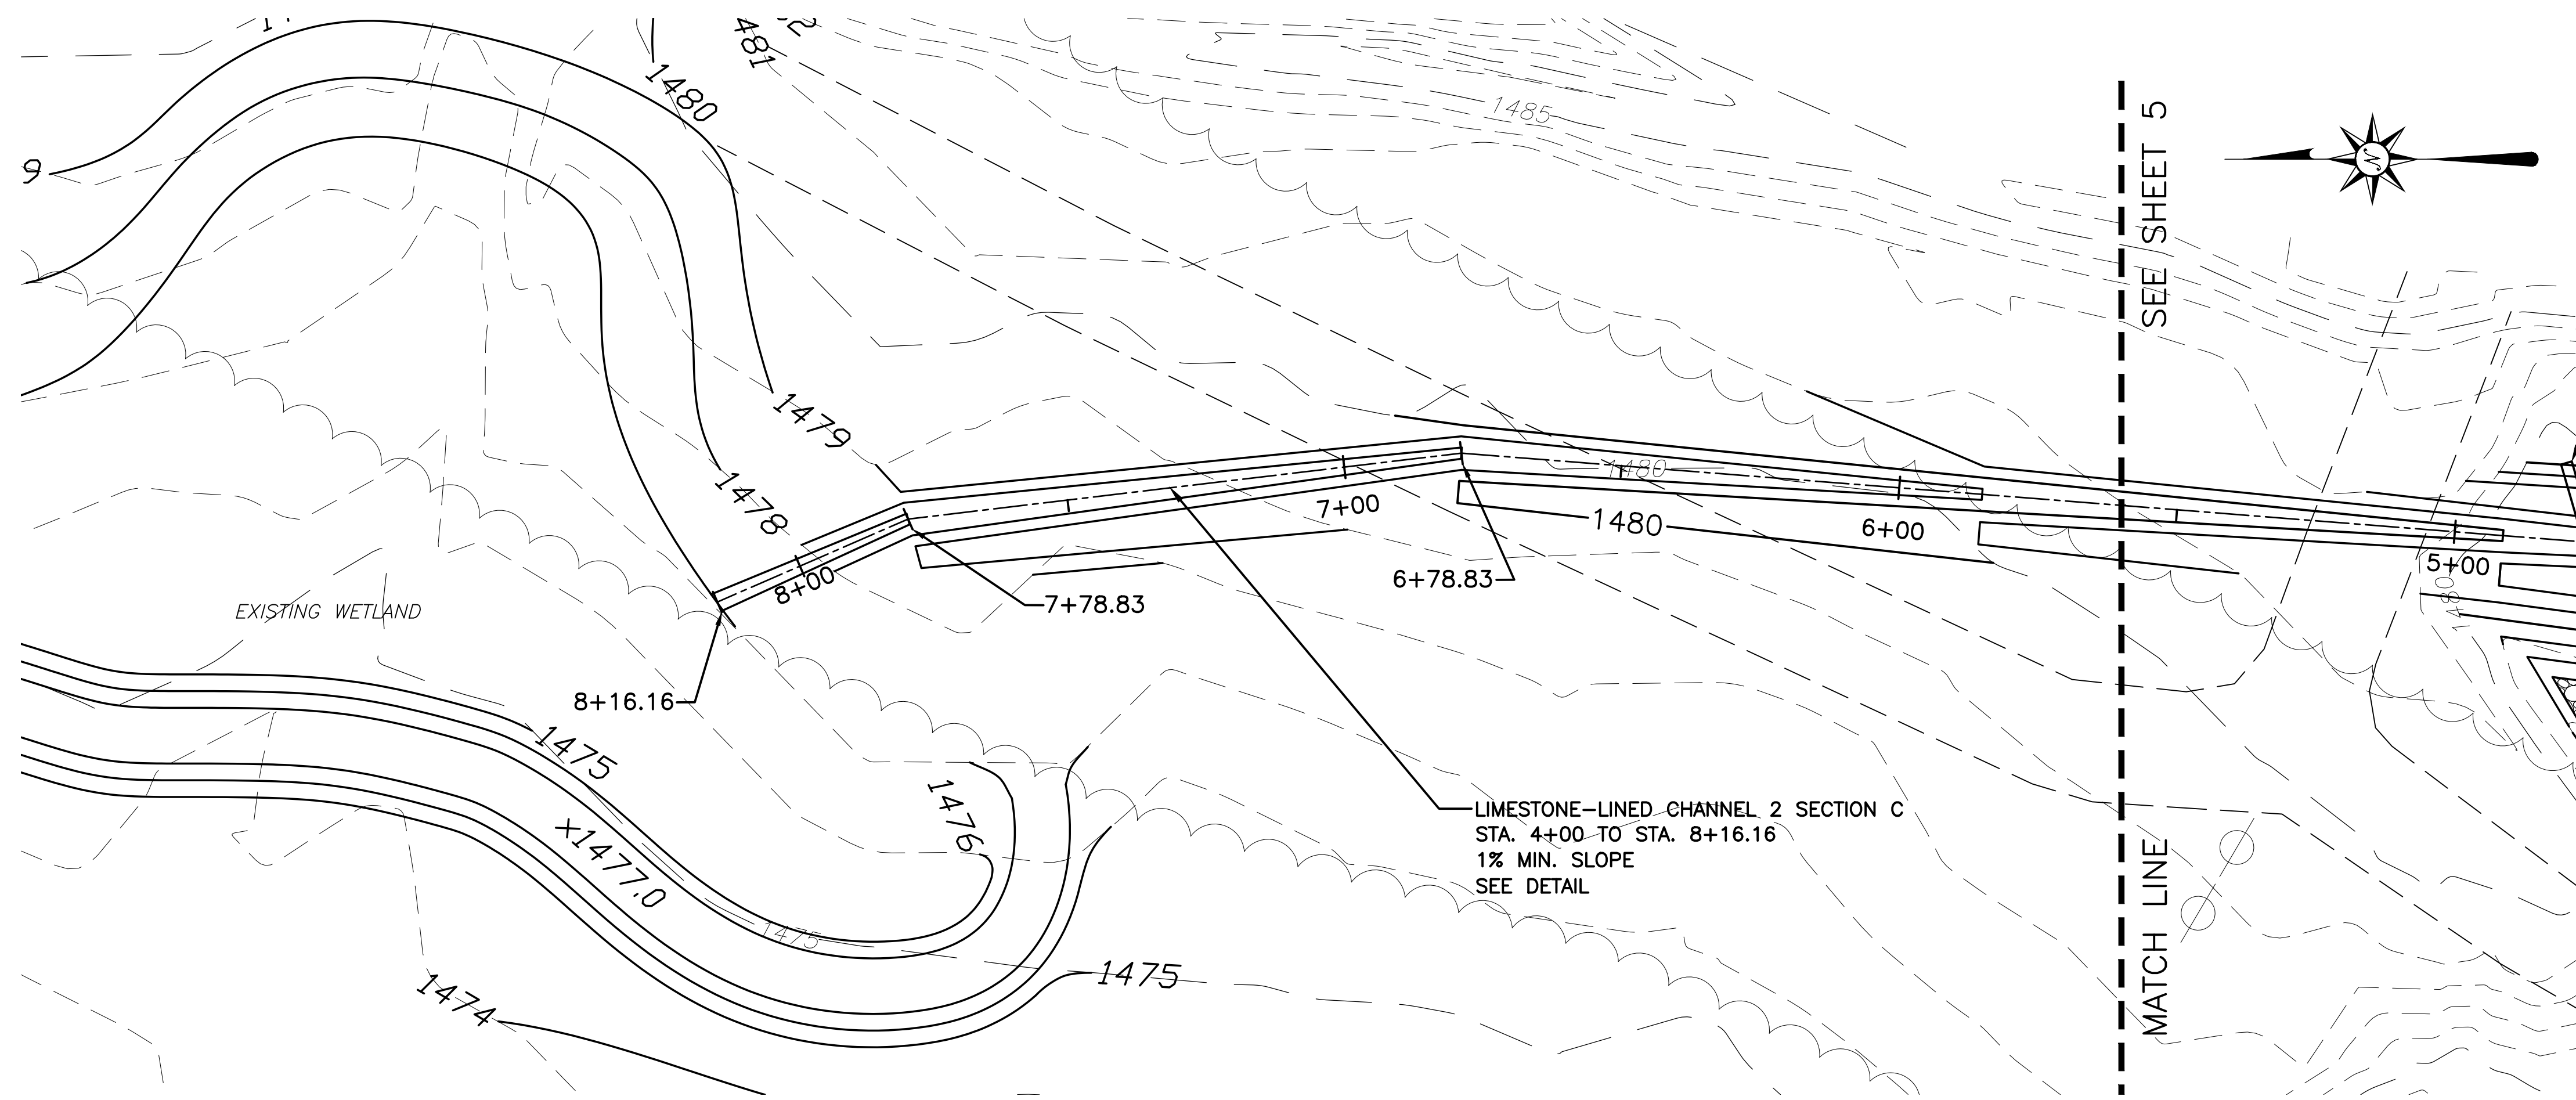 481
1480
1485
SEE SHEET 5
9
N
1479
1478
1480
7+00
1480
6+00
5+00
1480
8+00
6+78.83
7+78.83
EXISTING WETLAND
8+16.16
1475
1476
LIMESTONE-LINED CHANNEL 2 SECTION C
STA. 4+00 TO STA. 8+16.16
1% MIN. SLOPE
SEE DETAIL
x1477.0
1475
1475
1474
MATCH LINE